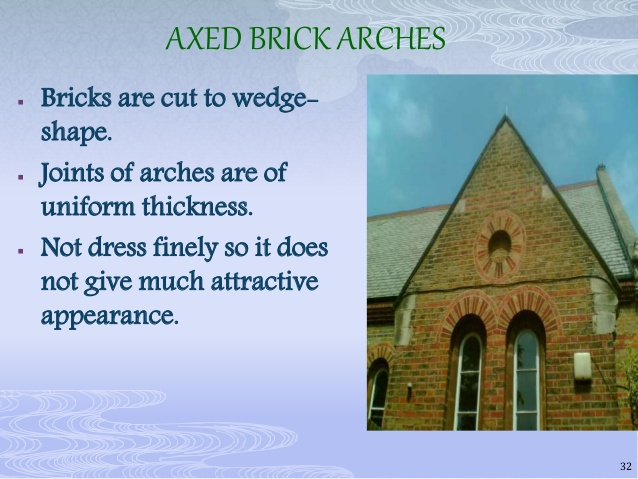 AXED BRICK ARCHES
▪ Bricks are cut to wedge-
shape.
▪ Joints of arches are of
uniform thickness.
▪ Not dress finely so it does
not give much attractive
appearance.
32